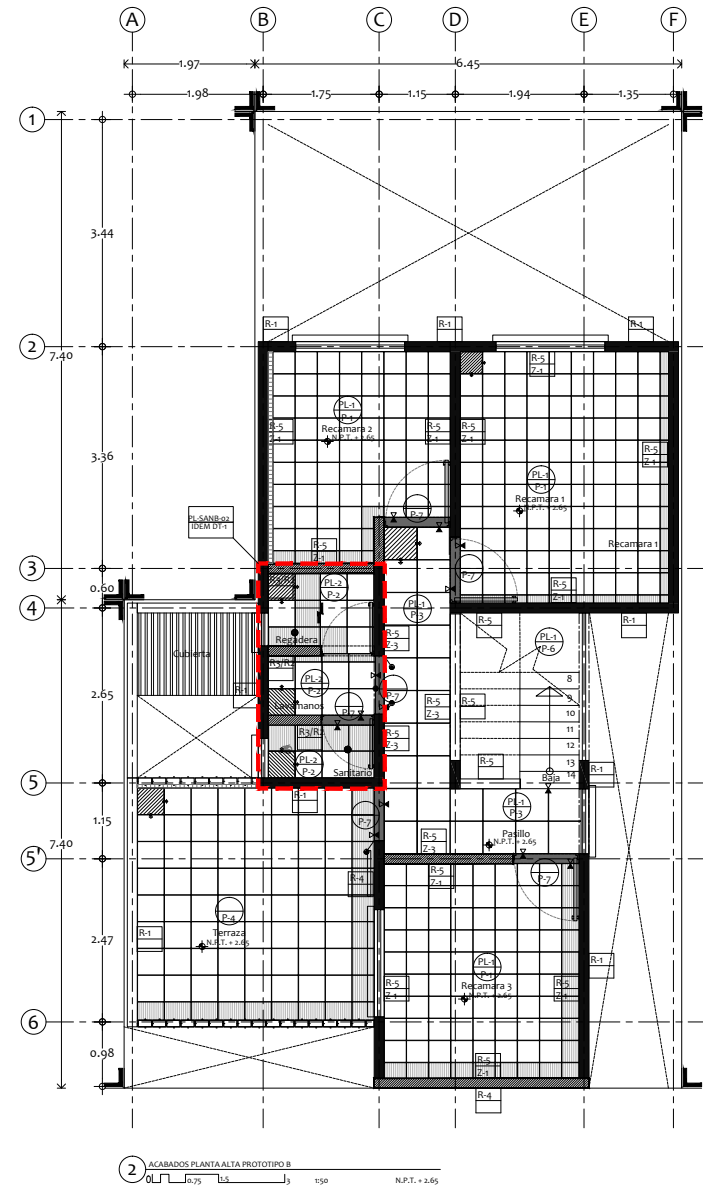 A B C D E F
1.97 6.45
1.98 1.75 1.15 1.94 1.35
1
3.44
R-1 R-1 R-1
2
7.40
R-5
Z-1
PL-1
P-1
R-5
Z-1
Recamara 2
N.P.T. + 2.65
R-5
Z-1
R-5
Z-1
R-5
Z-1
3.36
PL-1
P-1
Recamara 1
N.P.T. + 2.65
P-7
PL-SANB-02
IDEM DT-1
R-5
Z-1
Recamara 1
3
P-7
R3/R2
PL-2
P-2
R-5
Z-1
0.60
4
PL-1
P-3
R-5
R-1
Regadera
R-5
Z-3
PL-1
P-6
Cubierta
R3/R2
PL-2
P-2
8
2.65
R-1
P-7
R-5
Z-3
R-5
9
Lavamanos
P-7
10
R3/R2
R-5
Z-3
11
12
PL-2
P-2
Sanitario
R-5
13
R-1
5
Baja
14
R-1
PL-1
P-3
1.15
P-7
Pasillo
N.P.T. + 2.65
7.40
R-5
Z-3
5'
R-4
R-5
Z-1
P-7
P-4
Terraza
N.P.T. + 2.65
R-1
2.47
PL-1
P-1
R-1
R-5
Z-1
Recamara 3
N.P.T. + 2.65
R-5
Z-1
6
0.98
R-5
Z-1
R-4
2 ACABADOS PLANTA ALTA PROTOTIPO B
0 0.75 1.5 3 1:50 N.P.T. + 2.65